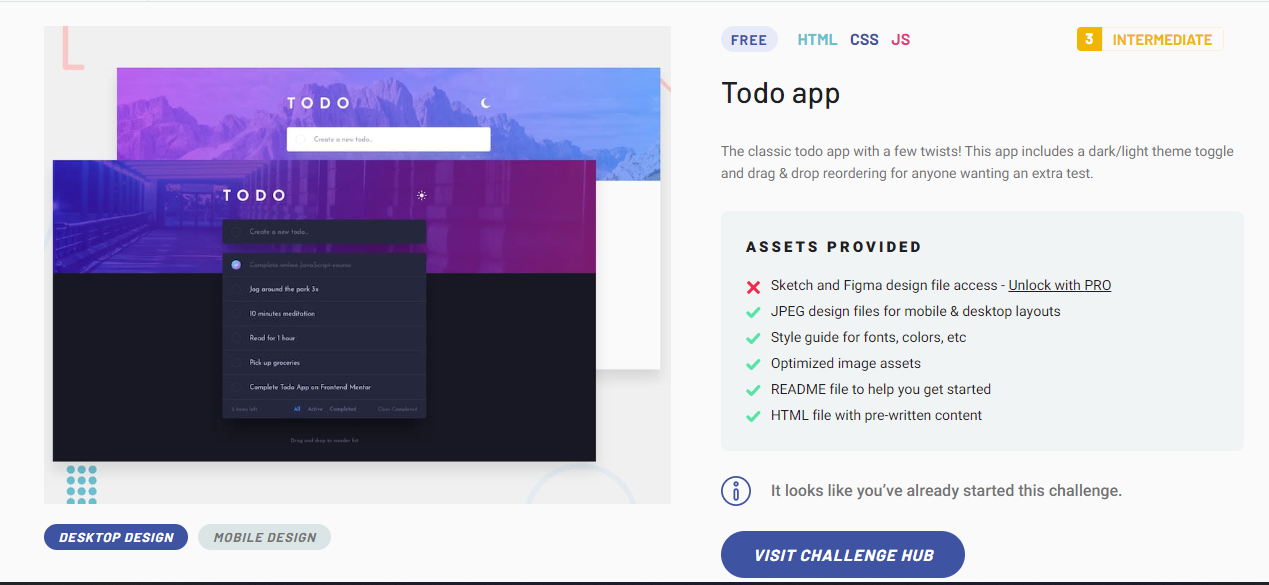 FREE HTML CSS JS
3 INTERMEDIATE
Todo app
The classic todo app with a few twists! This app includes a dark/light theme toggle
and drag & drop reordering for anyone wanting an extra test.
ASSETS PROVIDED
Sketch and Figma design file access - Unlock with PRO
JPEG design files for mobile & desktop layouts
Style guide for fonts, colors, etc
Optimized image assets
README file to help you get started
HTML file with pre-written content
It looks like you've already started this challenge.
VISIT CHALLENGE HUB
TODO
Create a new todo..
TODO
Create a new todo..
Complete online JavaScript course
Jog around the park 3x
10 minutes meditation
Read for 1 hour
Pick up groceries
Complete Todo App on Frontend Mentor
5 items left All Active Completed Clear Completed
Drag and drop to reorder list
DESKTOP DESIGN MOBILE DESIGN